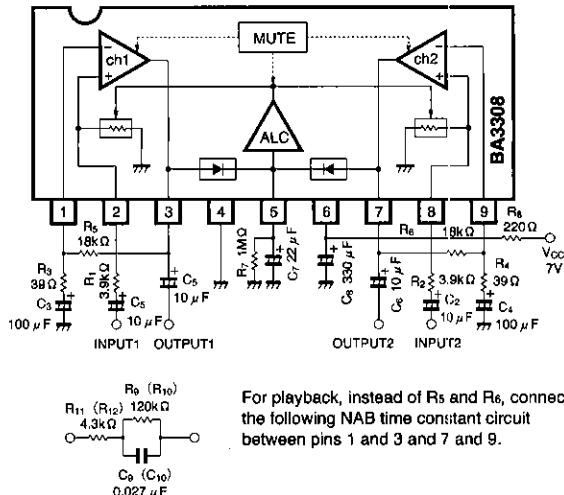 MUTE
ch1
ch2
ALC
BA3308
1
2
3
4
5
6
7
8
9
R5
18kΩ
R3
39Ω
C3
100 μF
R1
3.9kΩ
C5
10 μF
INPUT1
C5
10 μF
OUTPUT1
R7 1MΩ
C7 22 μF
C8 330 μF
R6
18kΩ
C6 10 μF
OUTPUT2
R2
3.9kΩ
C2
10 μF
INPUT2
R4
39Ω
C4
100 μF
R8
220Ω
VCC
7V
R9 (R10)
120kΩ
R11 (R12)
4.3kΩ
C9 (C10)
0.027 μF
For playback, instead of R5 and R6, connec
the following NAB time constant circuit
between pins 1 and 3 and 7 and 9.